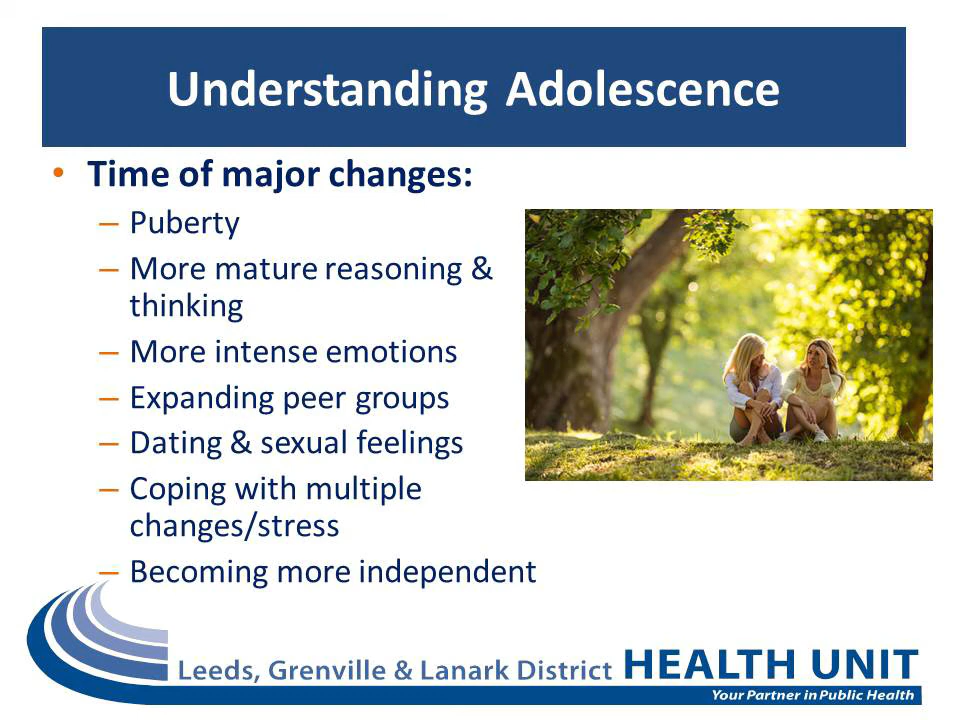 Understanding Adolescence
• Time of major changes:
– Puberty
– More mature reasoning &
thinking
– More intense emotions
– Expanding peer groups
– Dating & sexual feelings
– Coping with multiple
changes/stress
– Becoming more independent
Leeds, Grenville & Lanark District HEALTH UNIT
Your Partner in Public Health